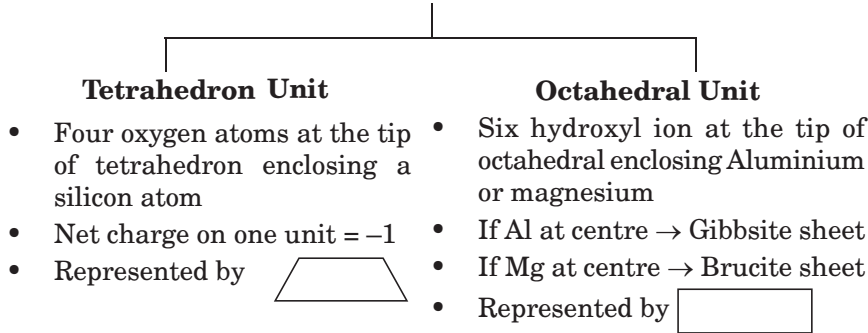 Tetrahedron Unit
• Four oxygen atoms at the tip
of tetrahedron enclosing a
silicon atom
• Net charge on one unit = –1
• Represented by
Octahedral Unit
• Six hydroxyl ion at the tip of
octahedral enclosing Aluminium
or magnesium
• If Al at centre → Gibbsite sheet
• If Mg at centre → Brucite sheet
• Represented by